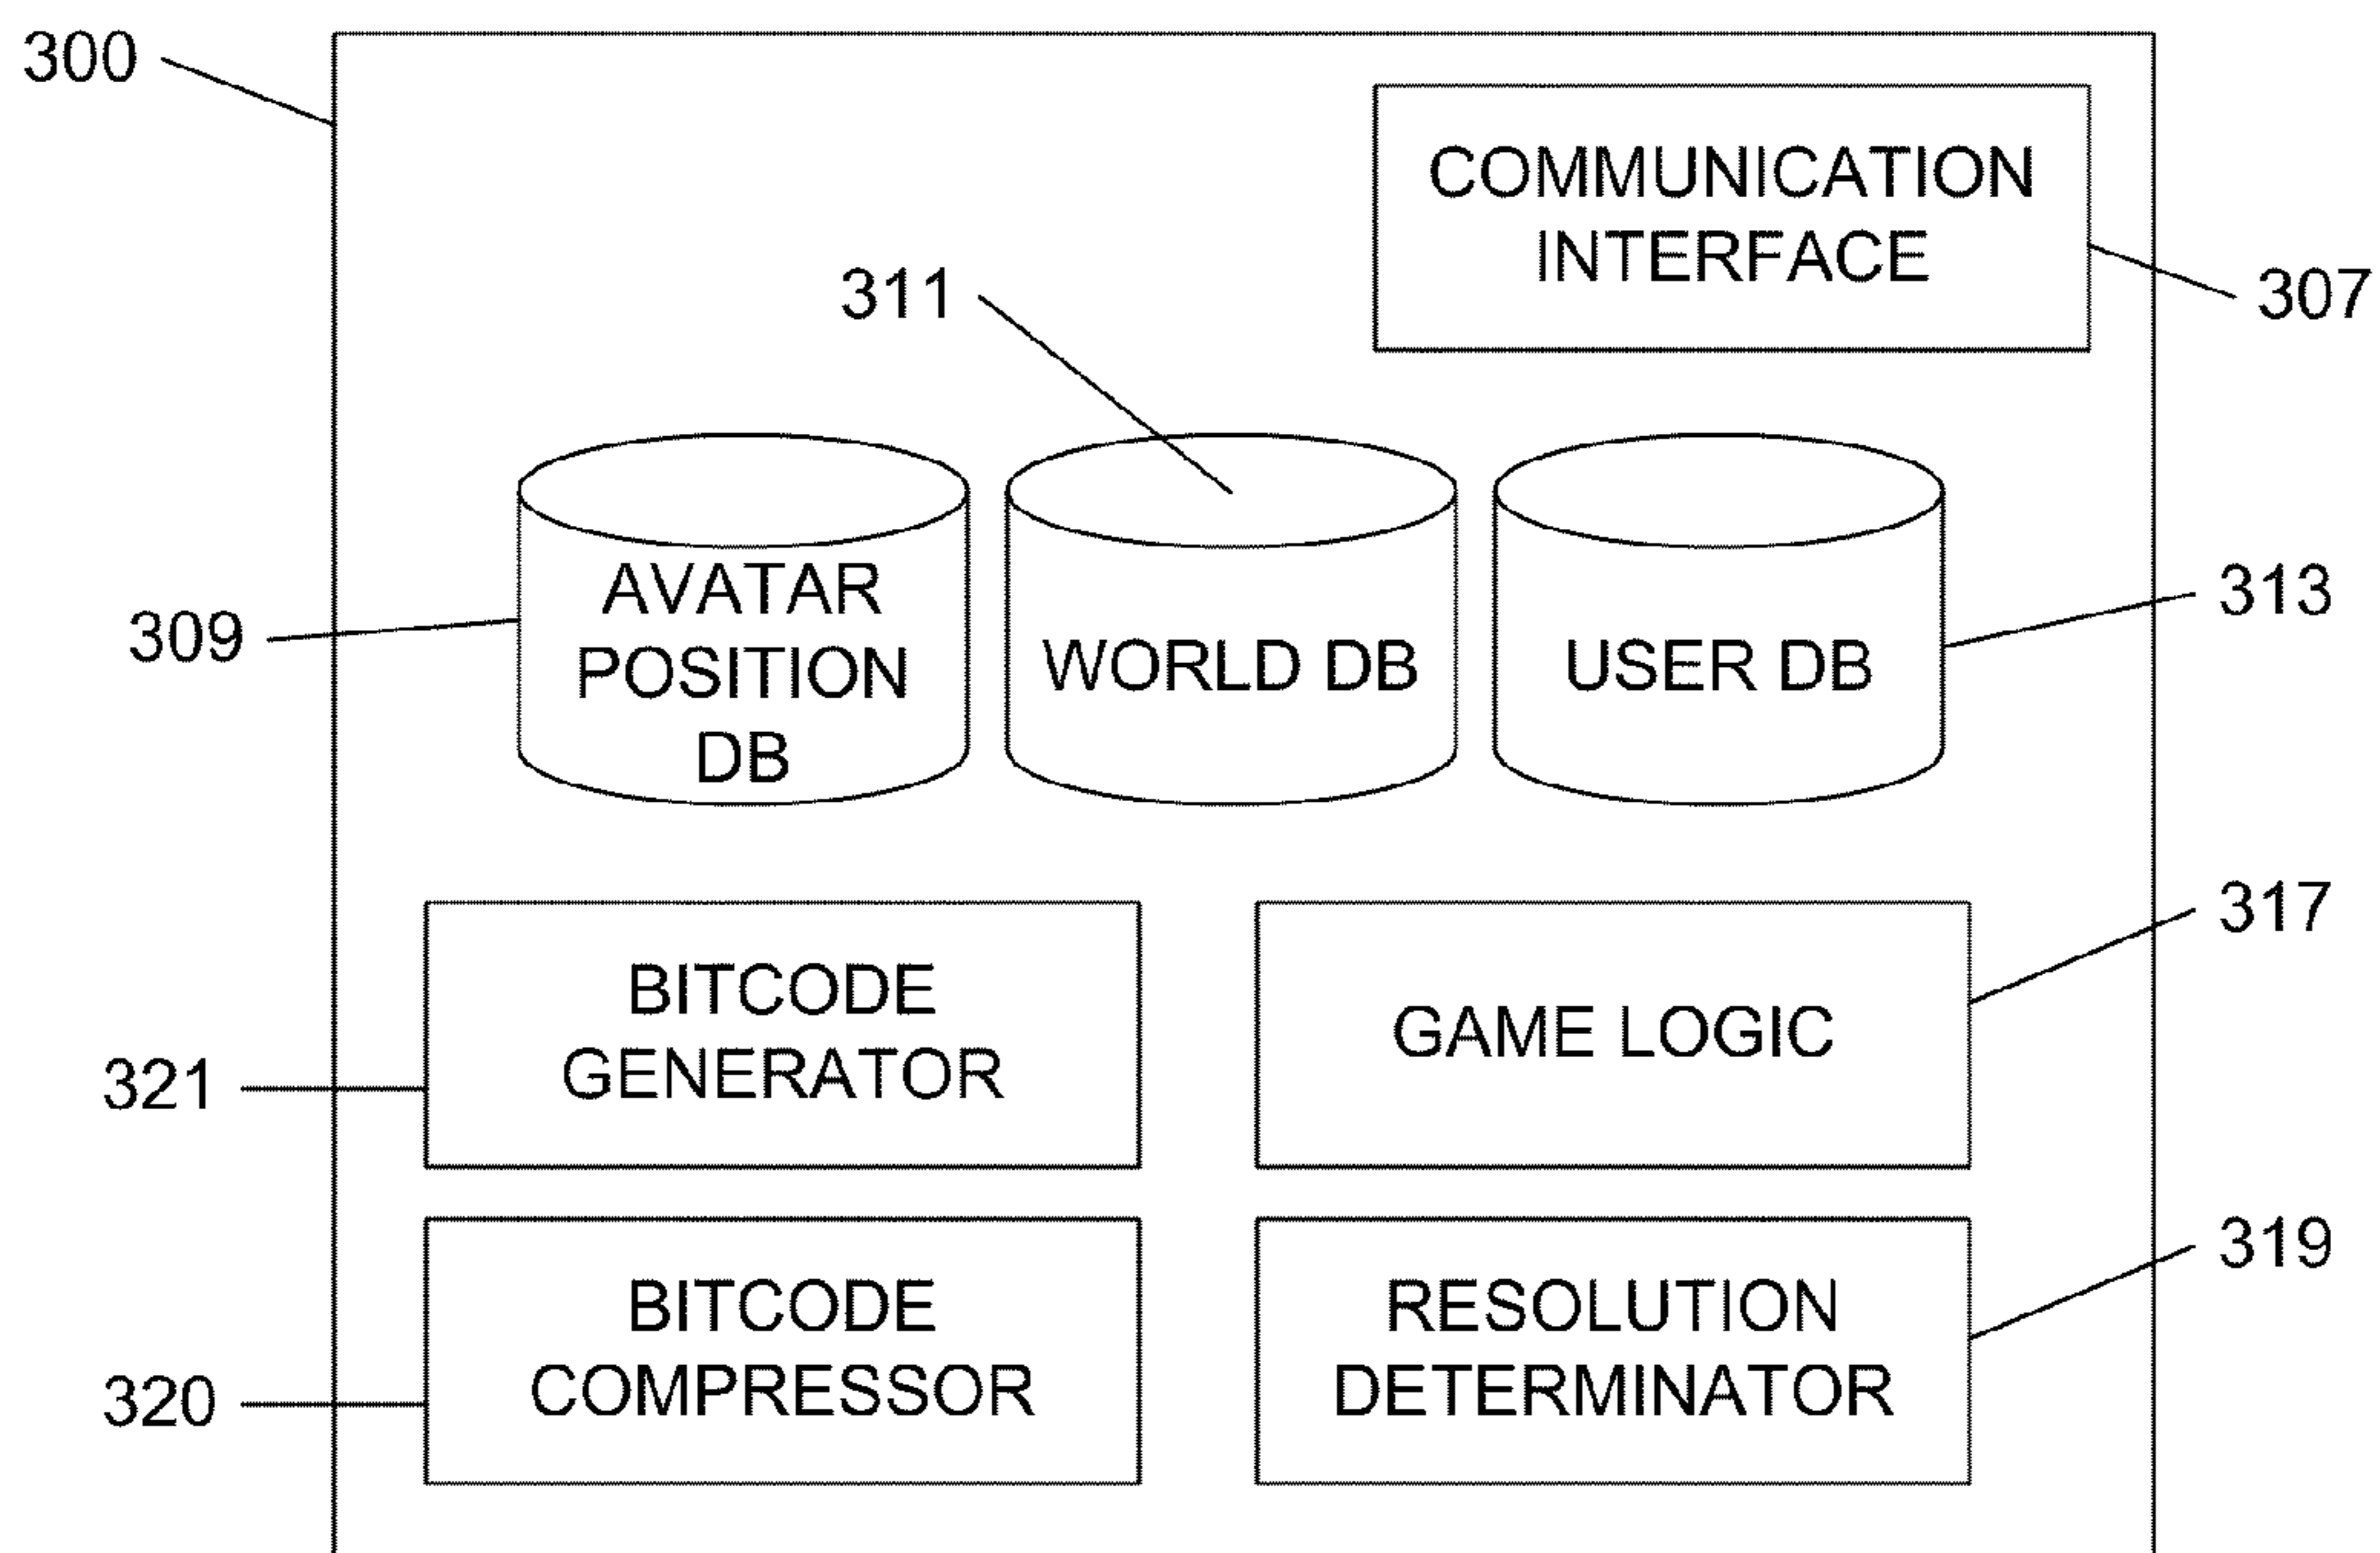 300
COMMUNICATION
INTERFACE
307
311
AVATAR
POSITION
DB
309
WORLD DB
USER DB
313
BITCODE
GENERATOR
321
GAME LOGIC
317
BITCODE
COMPRESSOR
320
RESOLUTION
DETERMINATOR
319